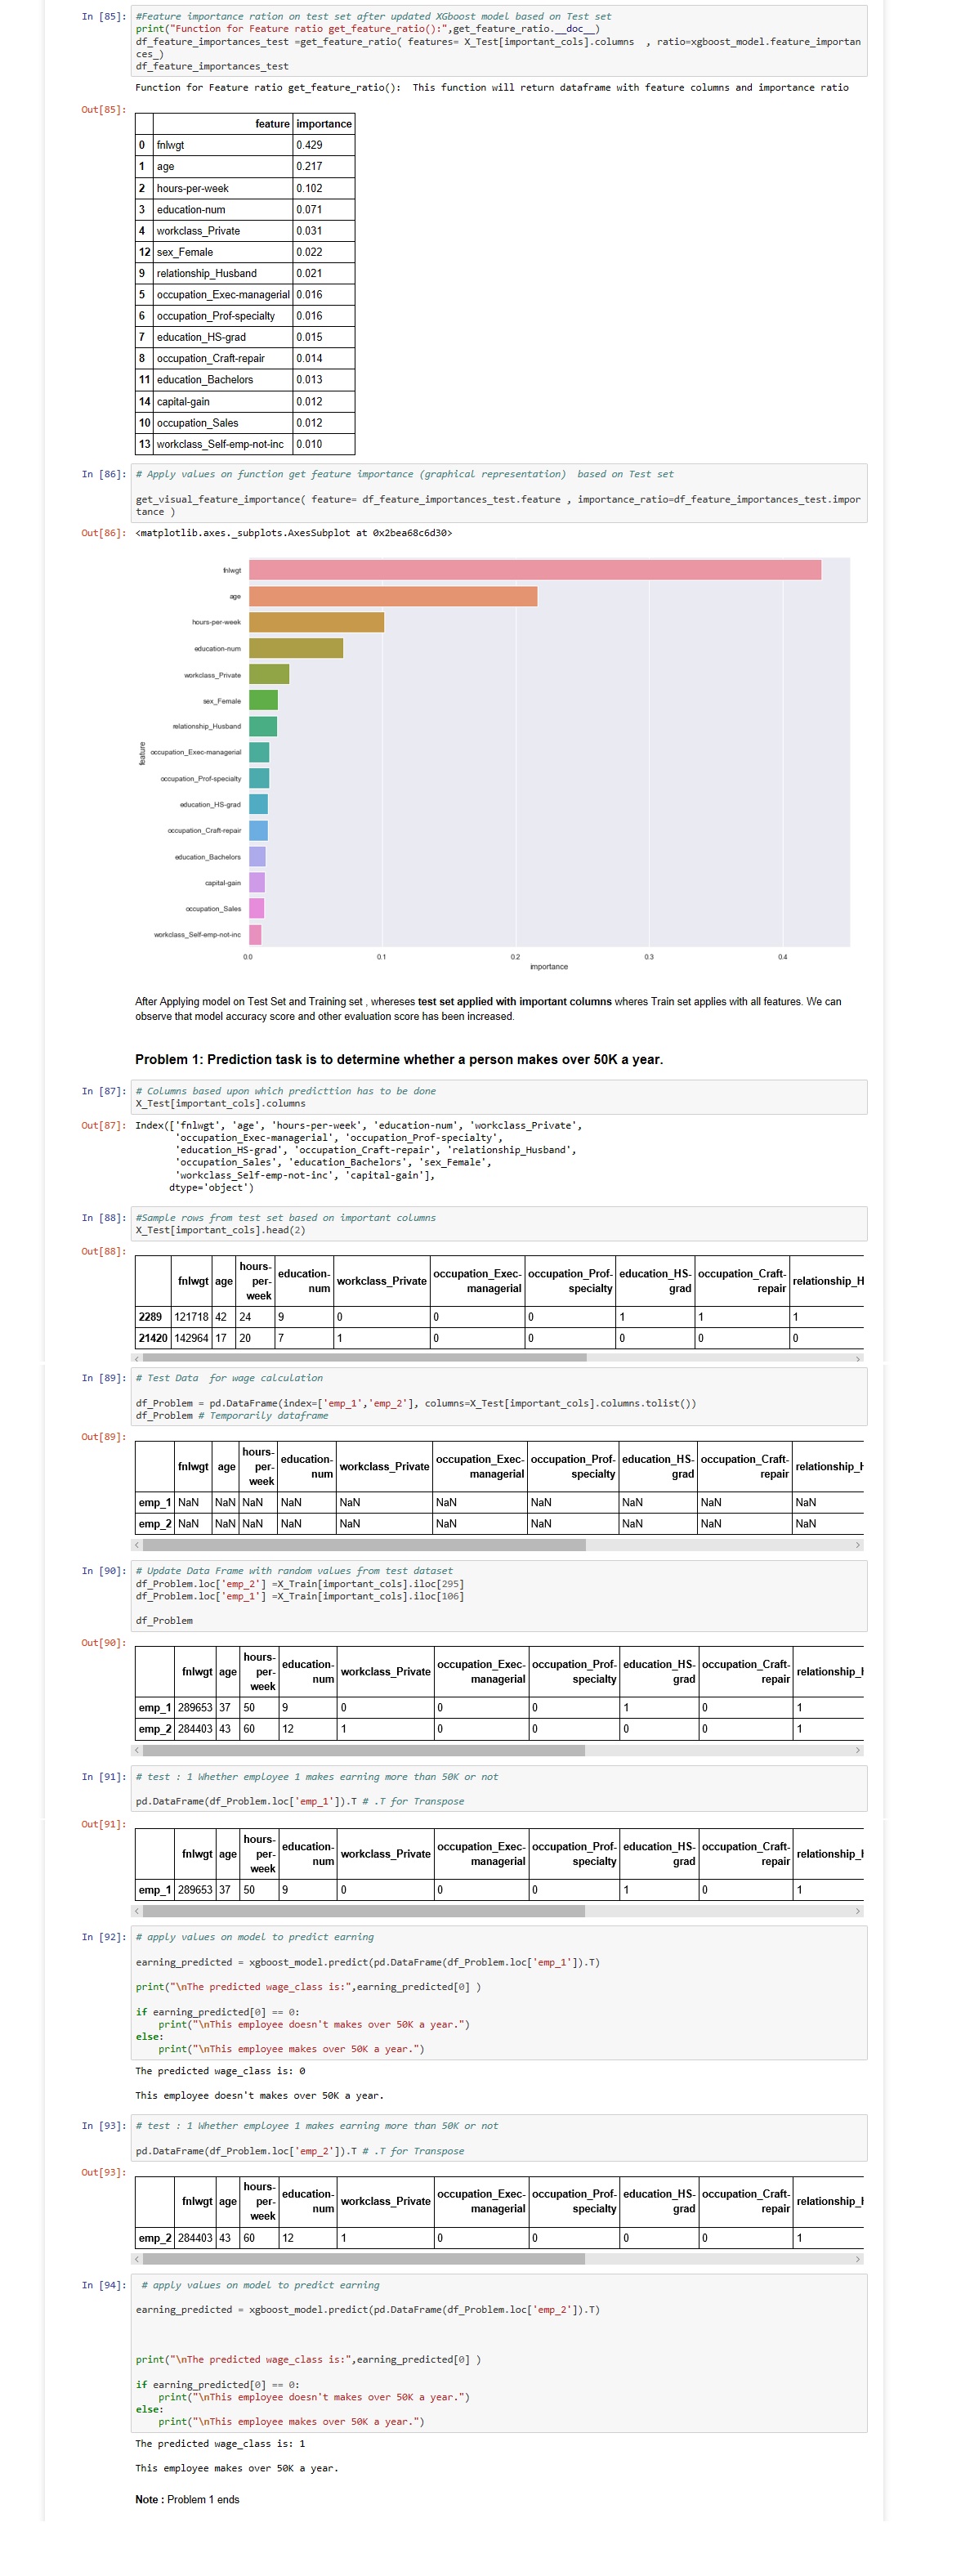 In [85]: #Feature importance ration on test set after updated XGboost model based on Test set
print("Function for Feature ratio get_feature_ratio():",get_feature_ratio.__doc__)
df_feature_importances_test =get_feature_ratio( features= X_Test[important_cols].columns  , ratio=xgboost_model.feature_importan
ces_)
df_feature_importances_test
Function for Feature ratio get_feature_ratio():  This function will return dataframe with feature columns and importance ratio
Out[85]:
feature importance
0 fnlwgt 0.429
1 age 0.217
2 hours-per-week 0.102
3 education-num 0.071
4 workclass_Private 0.031
12 sex_Female 0.022
9 relationship_Husband 0.021
5 occupation_Exec-managerial 0.016
6 occupation_Prof-specialty 0.016
7 education_HS-grad 0.015
8 occupation_Craft-repair 0.014
11 education_Bachelors 0.013
14 capital-gain 0.012
10 occupation_Sales 0.012
13 workclass_Self-emp-not-inc 0.010
In [86]: # Apply values on function get feature importance (graphical representation)  based on Test set
get_visual_feature_importance( feature= df_feature_importances_test.feature , importance_ratio=df_feature_importances_test.impor
tance )
Out[86]: <matplotlib.axes._subplots.AxesSubplot at 0x2bea68c6d30>
fnlwgt
age
hours-per-week
education-num
workclass_Private
sex_Female
relationship_Husband
occupation_Exec-managerial
feature
occupation_Prof-specialty
education_HS-grad
occupation_Craft-repair
education_Bachelors
capital-gain
occupation_Sales
workclass_Self-emp-not-inc
0.0 0.1 0.2 0.3 0.4
importance
After Applying model on Test Set and Training set , whereses test set applied with important columns wheres Train set applies with all features. We can
observe that model accuracy score and other evaluation score has been increased.
Problem 1: Prediction task is to determine whether a person makes over 50K a year.
In [87]: # Columns based upon which predicttion has to be done
X_Test[important_cols].columns
Out[87]: Index(['fnlwgt', 'age', 'hours-per-week', 'education-num', 'workclass_Private',
'occupation_Exec-managerial', 'occupation_Prof-specialty',
'education_HS-grad', 'occupation_Craft-repair', 'relationship_Husband',
'occupation_Sales', 'education_Bachelors', 'sex_Female',
'workclass_Self-emp-not-inc', 'capital-gain'],
dtype='object')
In [88]: #Sample rows from test set based on important columns
X_Test[important_cols].head(2)
Out[88]:
fnlwgt age hours-per-week education-num workclass_Private occupation_Exec-managerial occupation_Prof-specialty education_HS-grad occupation_Craft-repair relationship_H
2289 121718 42 24 9 0 0 0 1 1 1
21420 142964 17 20 7 1 0 0 0 0 0
In [89]: # Test Data  for wage calculation
df_Problem = pd.DataFrame(index=['emp_1','emp_2'], columns=X_Test[important_cols].columns.tolist())
df_Problem # Temporarily dataframe
Out[89]:
fnlwgt age hours-per-week education-num workclass_Private occupation_Exec-managerial occupation_Prof-specialty education_HS-grad occupation_Craft-repair relationship_H
emp_1 NaN NaN NaN NaN NaN NaN NaN NaN NaN NaN
emp_2 NaN NaN NaN NaN NaN NaN NaN NaN NaN NaN
In [90]: # Update Data Frame with random values from test dataset
df_Problem.loc['emp_2'] =X_Train[important_cols].iloc[295]
df_Problem.loc['emp_1'] =X_Train[important_cols].iloc[106]
df_Problem
Out[90]:
fnlwgt age hours-per-week education-num workclass_Private occupation_Exec-managerial occupation_Prof-specialty education_HS-grad occupation_Craft-repair relationship_
emp_1 289653 37 50 9 0 0 0 1 0 1
emp_2 284403 43 60 12 1 0 0 0 0 1
In [91]: # test : 1 Whether employee 1 makes earning more than 50K or not
pd.DataFrame(df_Problem.loc['emp_1']).T # .T for Transpose
Out[91]:
fnlwgt age hours-per-week education-num workclass_Private occupation_Exec-managerial occupation_Prof-specialty education_HS-grad occupation_Craft-repair relationship_
emp_1 289653 37 50 9 0 0 0 1 0 1
In [92]: # apply values on model to predict earning
earning_predicted = xgboost_model.predict(pd.DataFrame(df_Problem.loc['emp_1']).T)
print("\nThe predicted wage_class is:",earning_predicted[0] )
if earning_predicted[0] == 0:
print("\nThis employee doesn't makes over 50K a year.")
else:
print("\nThis employee makes over 50K a year.")
The predicted wage_class is: 0
This employee doesn't makes over 50K a year.
In [93]: # test : 1 Whether employee 1 makes earning more than 50K or not
pd.DataFrame(df_Problem.loc['emp_2']).T # .T for Transpose
Out[93]:
fnlwgt age hours-per-week education-num workclass_Private occupation_Exec-managerial occupation_Prof-specialty education_HS-grad occupation_Craft-repair relationship_
emp_2 284403 43 60 12 1 0 0 0 0 1
In [94]: # apply values on model to predict earning
earning_predicted = xgboost_model.predict(pd.DataFrame(df_Problem.loc['emp_2']).T)
print("\nThe predicted wage_class is:",earning_predicted[0] )
if earning_predicted[0] == 0:
print("\nThis employee doesn't makes over 50K a year.")
else:
print("\nThis employee makes over 50K a year.")
The predicted wage_class is: 1
This employee makes over 50K a year.
Note : Problem 1 ends